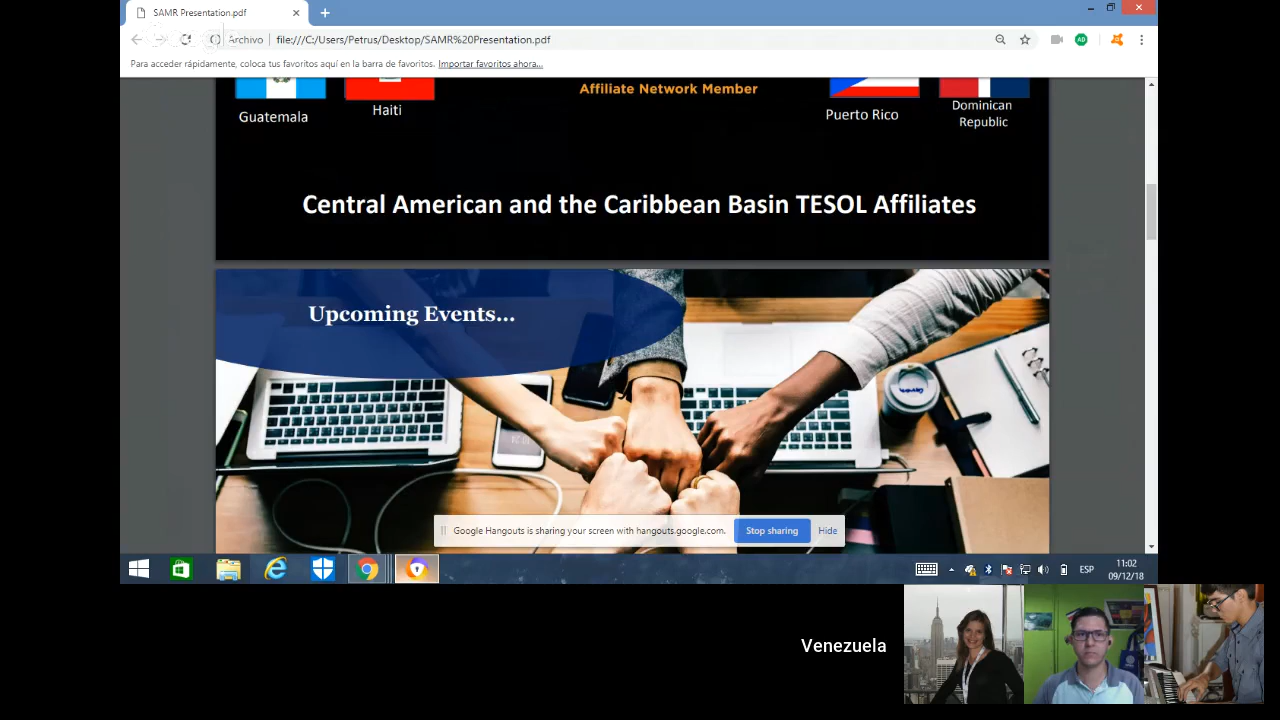 SAMR Presentation.pdf
Archivo
file:///C:/Users/Petrus/Desktop/SAMR%20Presentation.pdf
Para acceder rápidamente, coloca tus favoritos aquí en la barra de favoritos. Importar favoritos ahora...
Affiliate Network Member
Guatemala
Haiti
Puerto Rico
Dominican
Republic
Central American and the Caribbean Basin TESOL Affiliates
Upcoming Events...
Google Hangouts is sharing your screen with hangouts.google.com.
Stop sharing
Hide
ESP
11:02
09/12/18
Venezuela